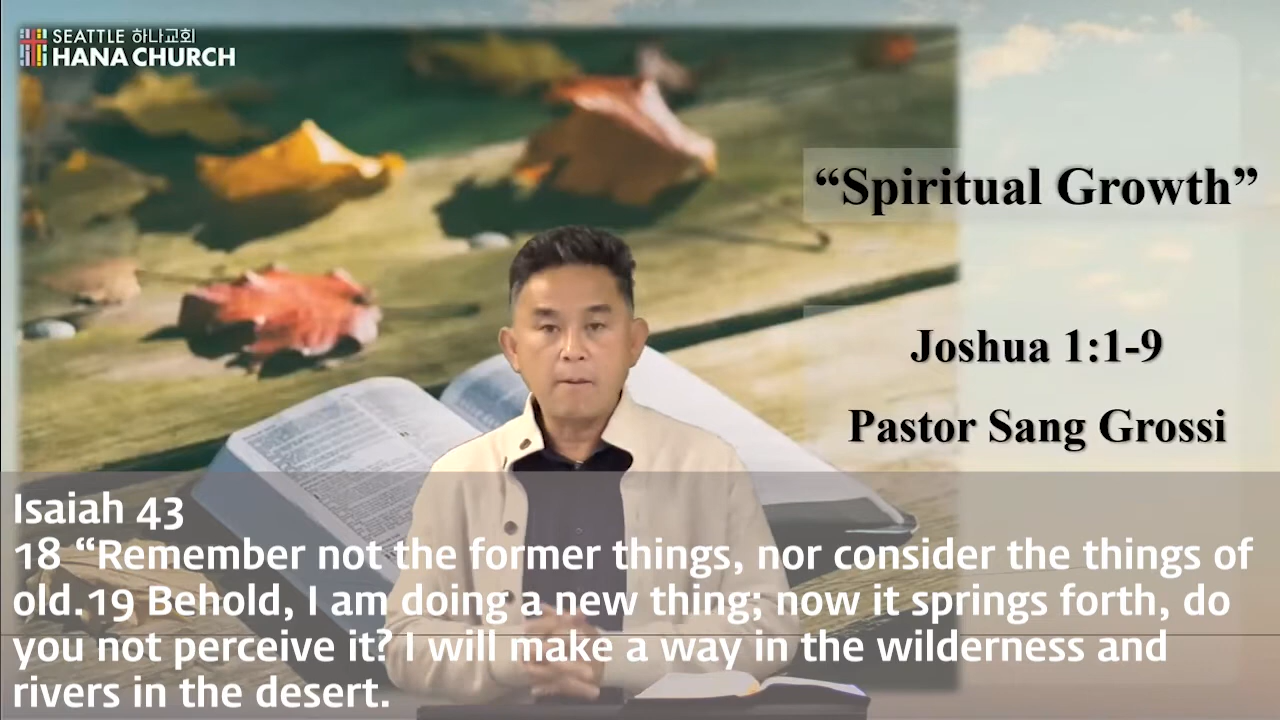 SEATTLE 하나교회
HANA CHURCH
“Spiritual Growth”
Joshua 1:1-9
Pastor Sang Grossi
Isaiah 43
18 “Remember not the former things, nor consider the things of
old.19 Behold, I am doing a new thing; now it springs forth, do
you not perceive it? I will make a way in the wilderness and
rivers in the desert.